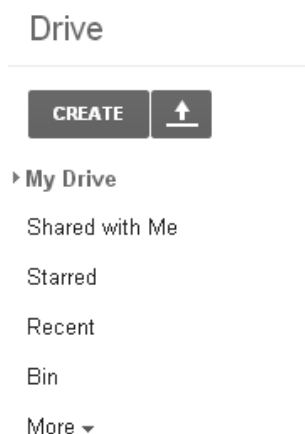 Drive
CREATE
My Drive
Shared with Me
Starred
Recent
Bin
More